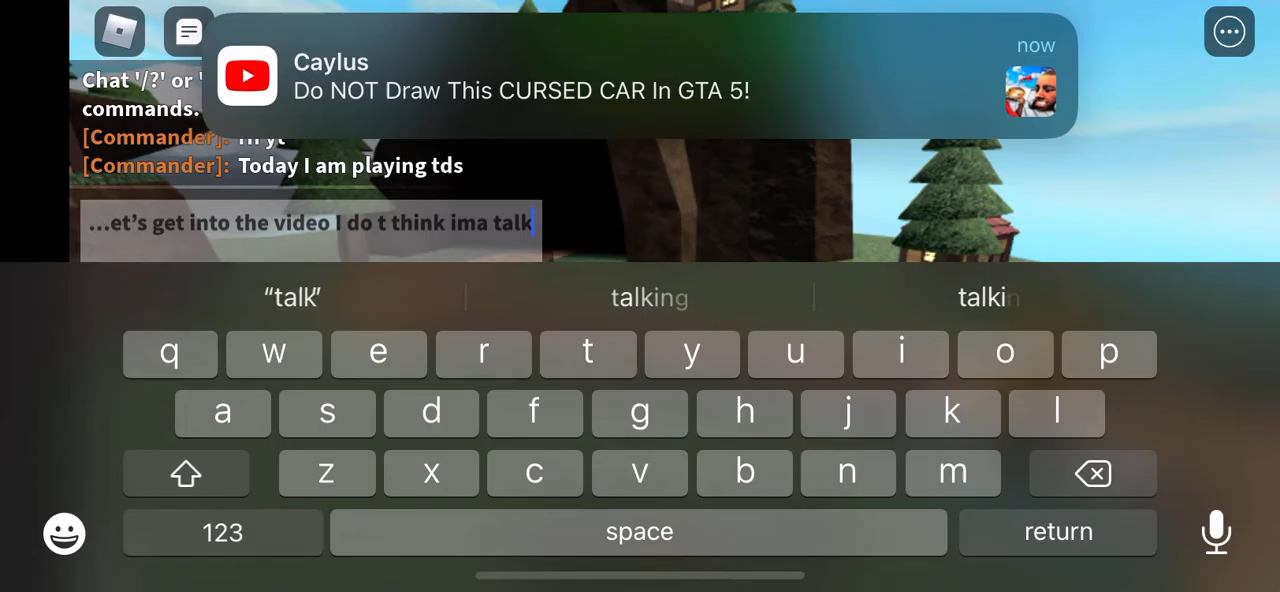 now
Caylus
Do NOT Draw This CURSED CAR In GTA 5!
Chat '/?' or '
commands.
[Commander]: yt
[Commander]: Today I am playing tds
...et's get into the video I do t think ima talk
“talk” talking talkin
q w e r t y u i o p
a s d f g h j k l
z x c v b n m
123 space return